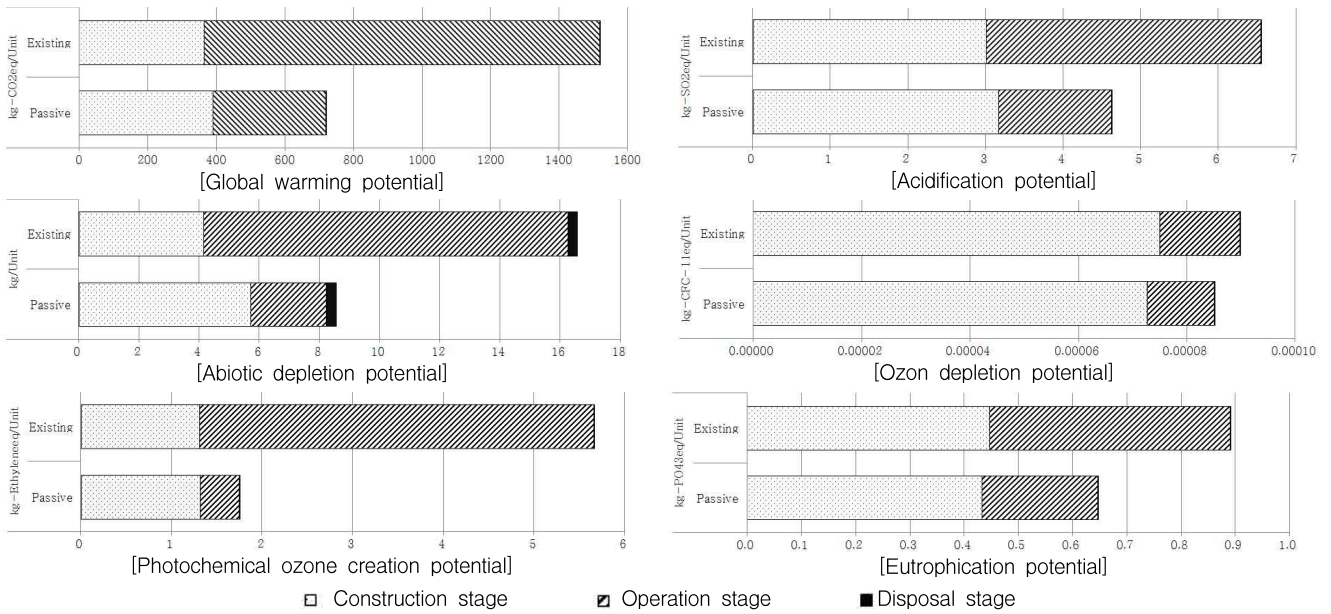 kg-CO2eq/Unit
Existing
Passive
0 200 400 600 800 1000 1200 1400 1600
[Global warming potential]
kg-SO2eq/Unit
Existing
Passive
0 1 2 3 4 5 6 7
[Acidification potential]
kg/Unit
Existing
Passive
0 2 4 6 8 10 12 14 16 18
[Abiotic depletion potential]
kg-CFC-11eq/Unit
Existing
Passive
0.00000 0.00002 0.00004 0.00006 0.00008 0.00010
[Ozon depletion potential]
kg-Ethyleneeq/Unit
Existing
Passive
0 1 2 3 4 5 6
[Photochemical ozone creation potential]
kg-PO43eq/Unit
Existing
Passive
0.0 0.1 0.2 0.3 0.4 0.5 0.6 0.7 0.8 0.9 1.0
[Eutrophication potential]
Construction stage Operation stage Disposal stage